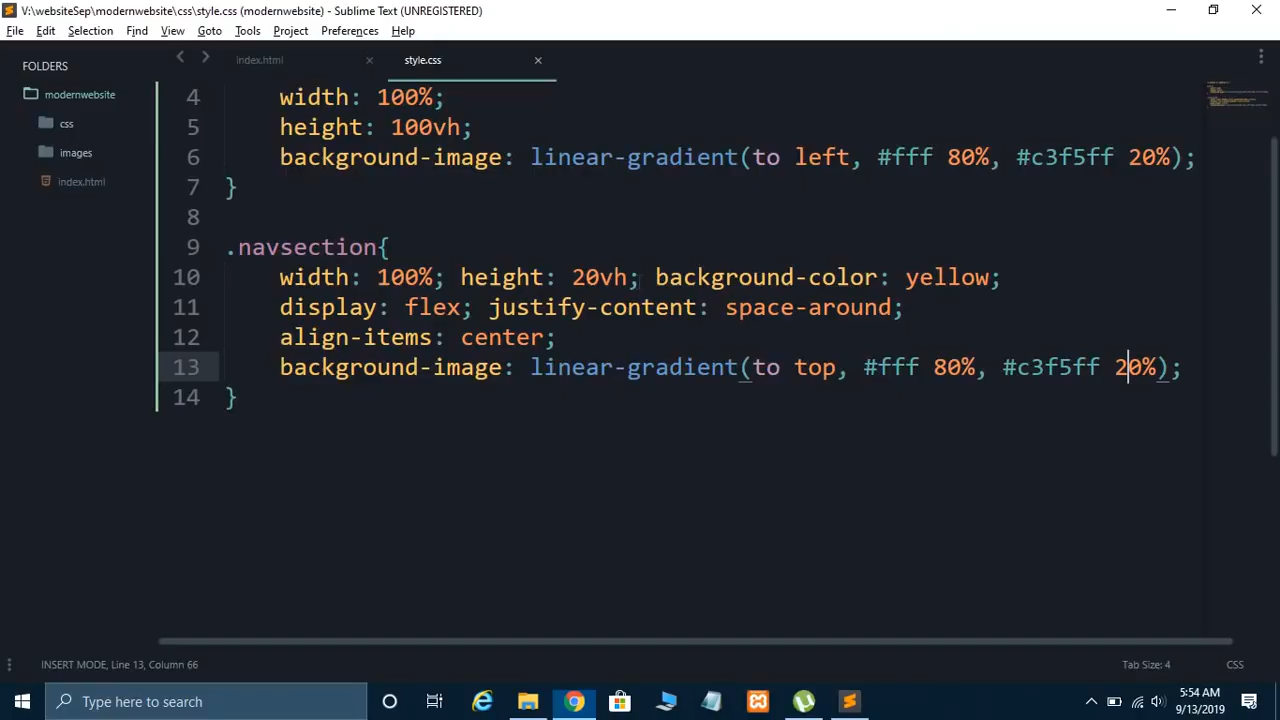 V:\websiteSep\modernwebsite\css\style.css (modernwebsite) - Sublime Text (UNREGISTERED)
File Edit Selection Find View Goto Tools Project Preferences Help
FOLDERS
modernwebsite
css
images
index.html
index.html style.css
4 width: 100%;
5 height: 100vh;
6 background-image: linear-gradient(to left, #fff 80%, #c3f5ff 20%);
7 }
8
9 .navsection{
10 width: 100%; height: 20vh; background-color: yellow;
11 display: flex; justify-content: space-around;
12 align-items: center;
13 background-image: linear-gradient(to top, #fff 80%, #c3f5ff 20%);
14 }
INSERT MODE, Line 13, Column 66 Tab Size: 4 CSS
Type here to search
5:54 AM
9/13/2019